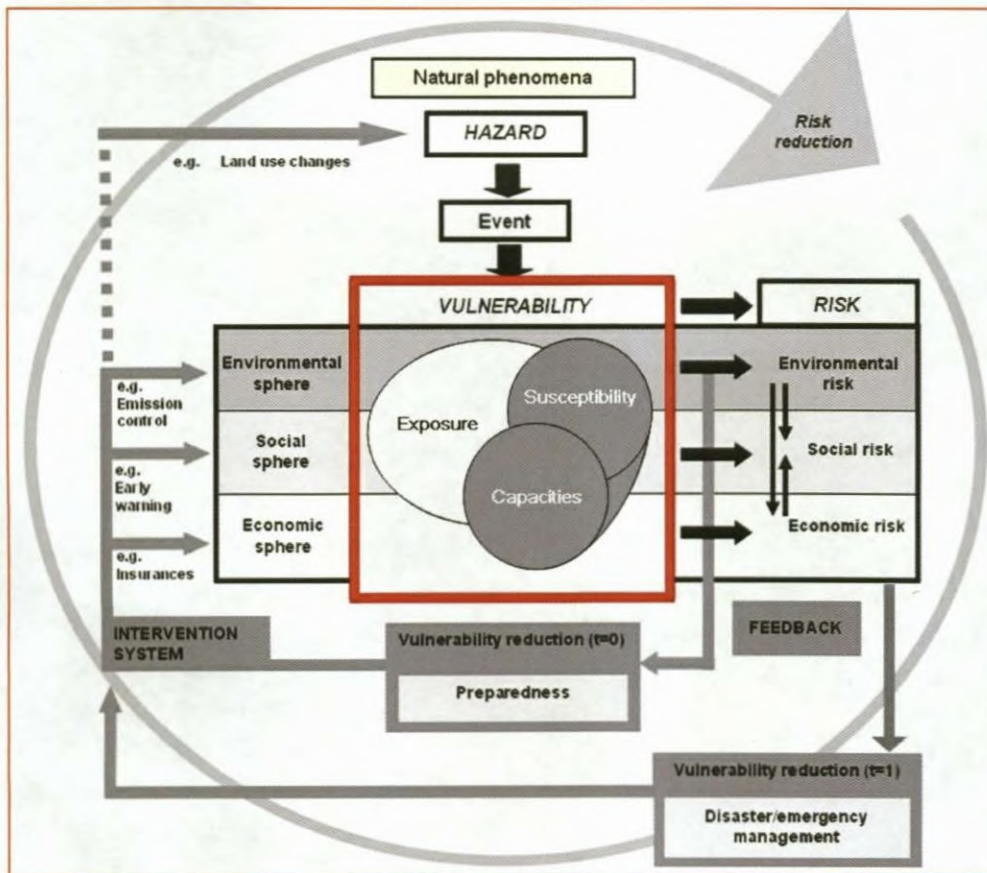 Natural phenomena
HAZARD
Risk
reduction
e.g. Land use changes
Event
VULNERABILITY
RISK
Environmental
sphere
Environmental
risk
e.g.
Emission
control
Susceptibility
Exposure
Social
sphere
Social risk
e.g.
Early
warning
Capacities
Economic
sphere
Economic risk
e.g.
Insurances
INTERVENTION
SYSTEM
Vulnerability reduction (t=0)
FEEDBACK
Preparedness
Vulnerability reduction (t=1)
Disaster/emergency
management